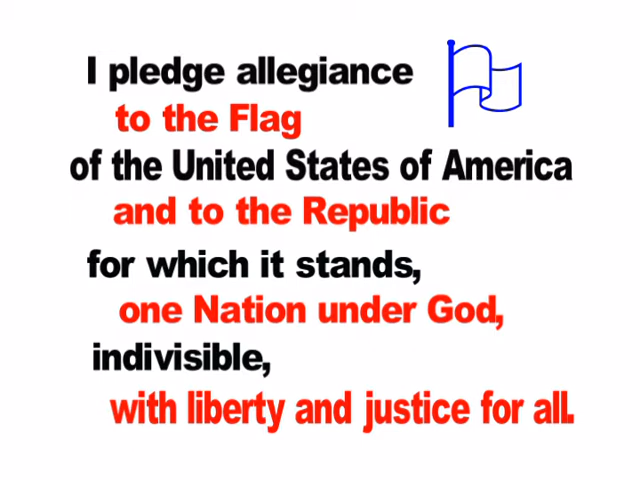 I pledge allegiance
to the Flag
of the United States of America
and to the Republic
for which it stands,
one Nation under God,
indivisible,
with liberty and justice for all.